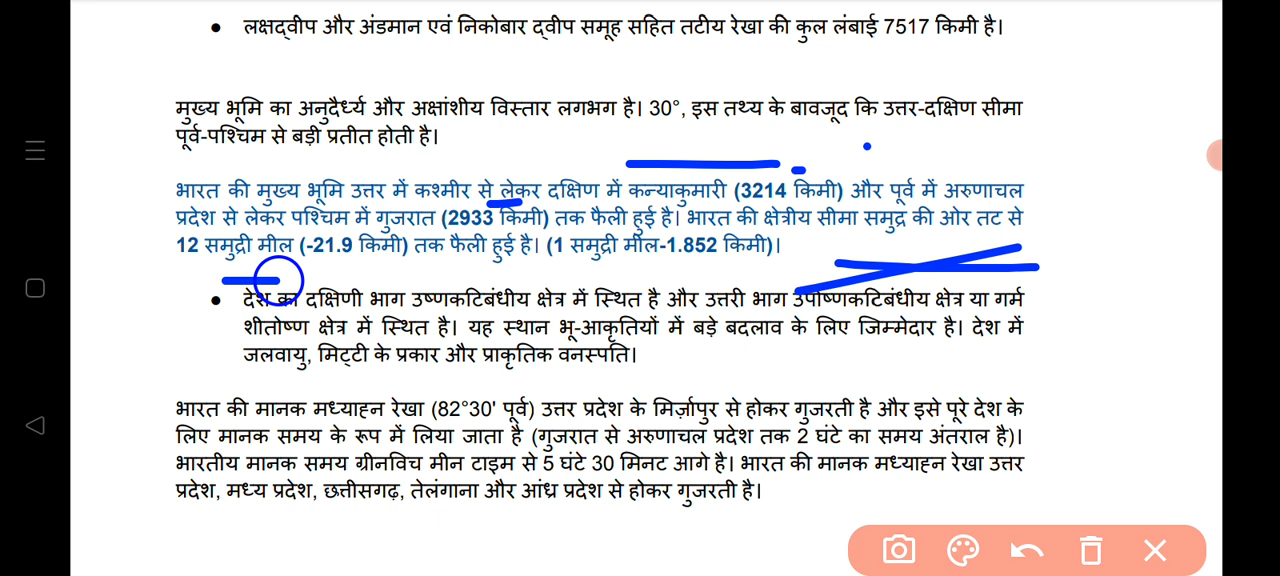 • लक्षद्वीप और अंडमान एवं निकोबार द्वीप समूह सहित तटीय रेखा की कुल लंबाई 7517 किमी है।
मुख्य भूमि का अनुदैर्ध्य और अक्षांशीय विस्तार लगभग है। 30°, इस तथ्य के बावजूद कि उत्तर-दक्षिण सीमा
पूर्व-पश्चिम से बड़ी प्रतीत होती है।
भारत की मुख्य भूमि उत्तर में कश्मीर से लेकर दक्षिण में कन्याकुमारी (3214 किमी) और पूर्व में अरुणाचल
प्रदेश से लेकर पश्चिम में गुजरात (2933 किमी) तक फैली हुई है। भारत की क्षेत्रीय सीमा समुद्र की ओर तट से
12 समुद्री मील (-21.9 किमी) तक फैली हुई है। (1 समुद्री मील-1.852 किमी)।
• देश का दक्षिणी भाग उष्णकटिबंधीय क्षेत्र में स्थित है और उत्तरी भाग उपोष्णकटिबंधीय क्षेत्र या गर्म
शीतोष्ण क्षेत्र में स्थित है। यह स्थान भू-आकृतियों में बड़े बदलाव के लिए जिम्मेदार है। देश में
जलवायु, मिट्टी के प्रकार और प्राकृतिक वनस्पति।
भारत की मानक मध्याह्न रेखा (82°30' पूर्व) उत्तर प्रदेश के मिर्ज़ापुर से होकर गुजरती है और इसे पूरे देश के
लिए मानक समय के रूप में लिया जाता है (गुजरात से अरुणाचल प्रदेश तक 2 घंटे का समय अंतराल है)।
भारतीय मानक समय ग्रीनविच मीन टाइम से 5 घंटे 30 मिनट आगे है। भारत की मानक मध्याह्न रेखा उत्तर
प्रदेश, मध्य प्रदेश, छत्तीसगढ़, तेलंगाना और आंध्र प्रदेश से होकर गुजरती है।